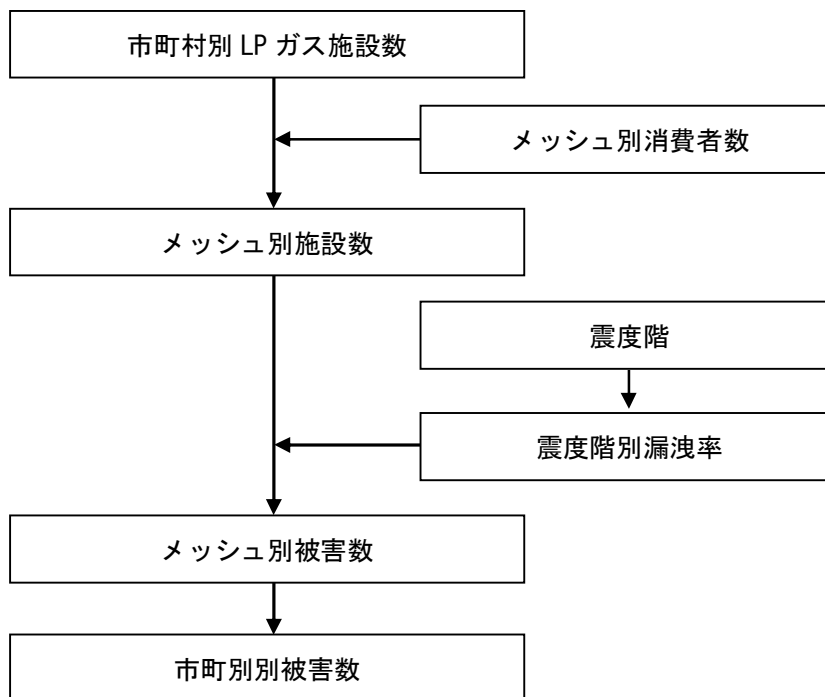 市町村別 LP ガス施設数
メッシュ別消費者数
メッシュ別施設数
震度階
震度階別漏洩率
メッシュ別被害数
市町別別被害数